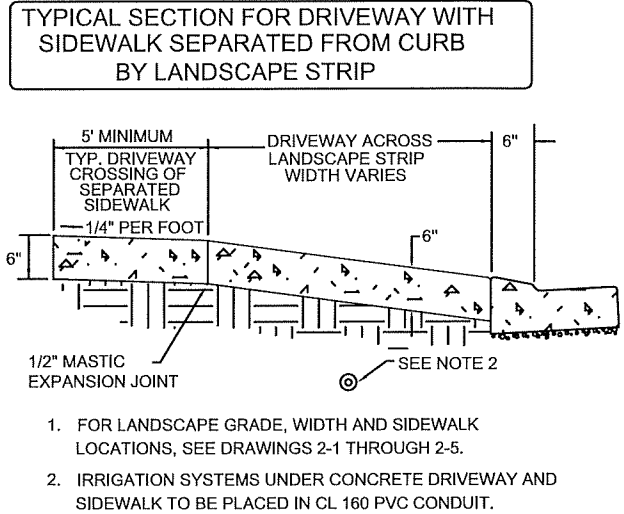 TYPICAL SECTION FOR DRIVEWAY WITH
SIDEWALK SEPARATED FROM CURB
BY LANDSCAPE STRIP
5' MINIMUM
TYP. DRIVEWAY
CROSSING OF
SEPARATED
SIDEWALK
1/4" PER FOOT
DRIVEWAY ACROSS
LANDSCAPE STRIP
WIDTH VARIES
6"
6"
6"
1/2" MASTIC
EXPANSION JOINT
SEE NOTE 2
1. FOR LANDSCAPE GRADE, WIDTH AND SIDEWALK
LOCATIONS, SEE DRAWINGS 2-1 THROUGH 2-5.
2. IRRIGATION SYSTEMS UNDER CONCRETE DRIVEWAY AND
SIDEWALK TO BE PLACED IN CL 160 PVC CONDUIT.